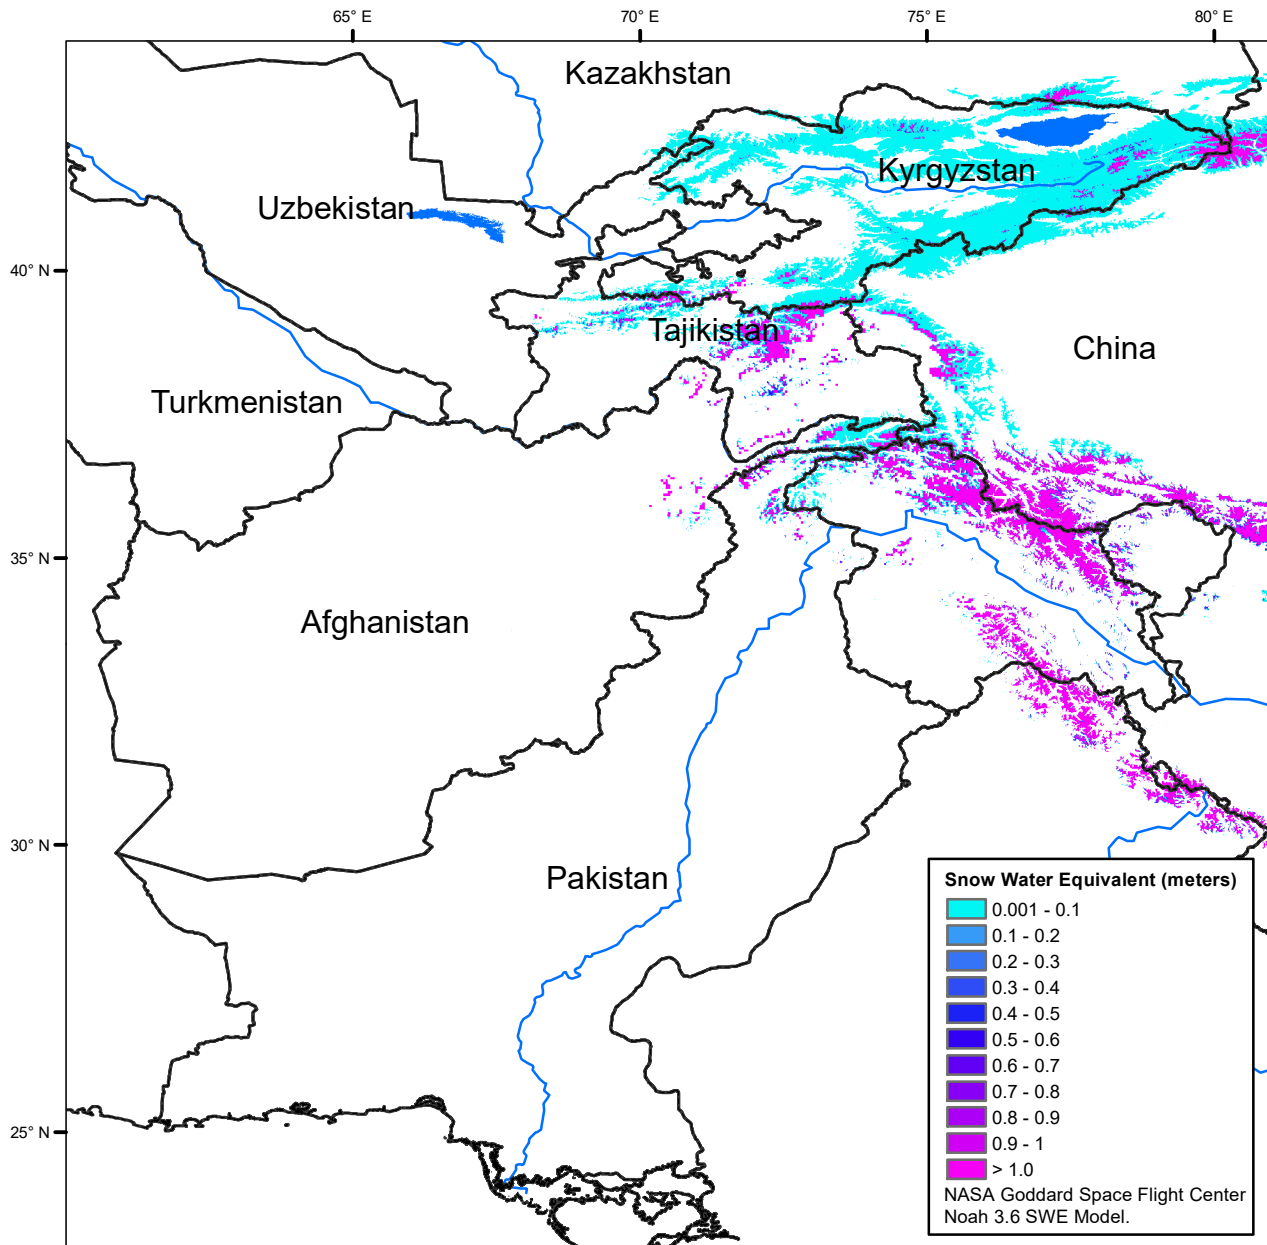 65° E
70° E
75° E
80° E
Kazakhstan
Kyrgyzstan
Uzbekistan
40° N
Tajikistan
China
Turkmenistan
35° N
Afghanistan
30° N
Pakistan
25° N
Snow Water Equivalent (meters)
0.001 - 0.1
0.1 - 0.2
0.2 - 0.3
0.3 - 0.4
0.4 - 0.5
0.5 - 0.6
0.6 - 0.7
0.7 - 0.8
0.8 - 0.9
0.9 - 1
> 1.0
NASA Goddard Space Flight Center
Noah 3.6 SWE Model.